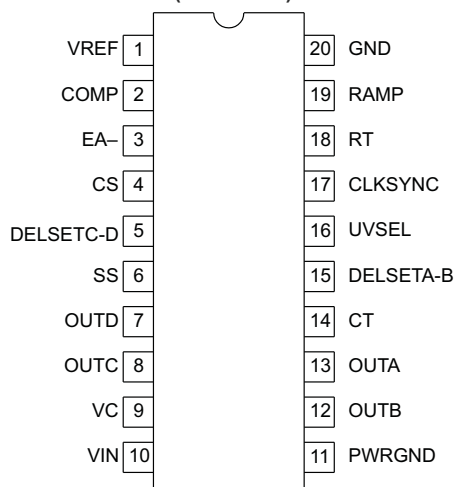 VREF 1 20 GND
COMP 2 19 RAMP
EA– 3 18 RT
CS 4 17 CLKSYNC
DELSETC-D 5 16 UVSEL
SS 6 15 DELSETA-B
OUTD 7 14 CT
OUTC 8 13 OUTA
VC 9 12 OUTB
VIN 10 11 PWRGND